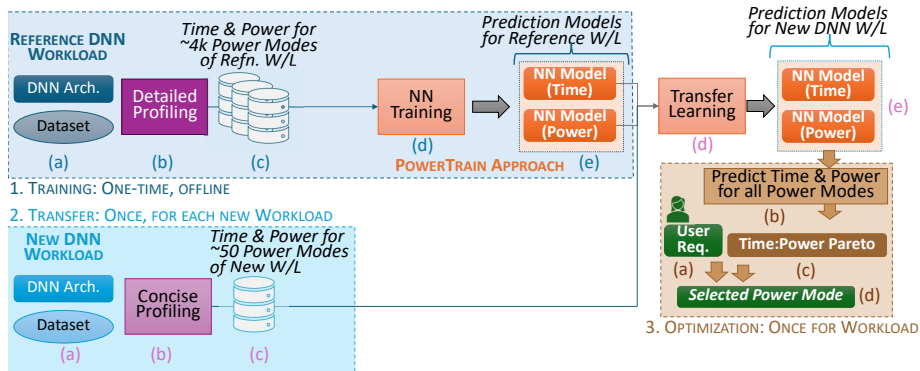 REFERENCE DNN
WORKLOAD
DNN Arch.
Dataset
(a)
Detailed
Profiling
(b)
Time & Power for
~4k Power Modes
of Refn. W/L
(c)
NN
Training
(d)
POWERTRAIN APPROACH
Prediction Models
for Reference W/L
NN Model
(Time)
NN Model
(Power)
(e)
Transfer
Learning
(d)
Prediction Models
for New DNN W/L
NN Model
(Time)
NN Model
(Power)
(e)
1. TRAINING: ONE-TIME, OFFLINE
2. TRANSFER: ONCE, FOR EACH NEW WORKLOAD
NEW DNN
WORKLOAD
DNN Arch.
Dataset
(a)
Concise
Profiling
(b)
Time & Power for
~50 Power Modes
of New W/L
(c)
Predict Time & Power
for all Power Modes
(b)
User
Req.
(a)
Time:Power Pareto
(c)
Selected Power Mode
(d)
3. OPTIMIZATION: ONCE FOR WORKLOAD